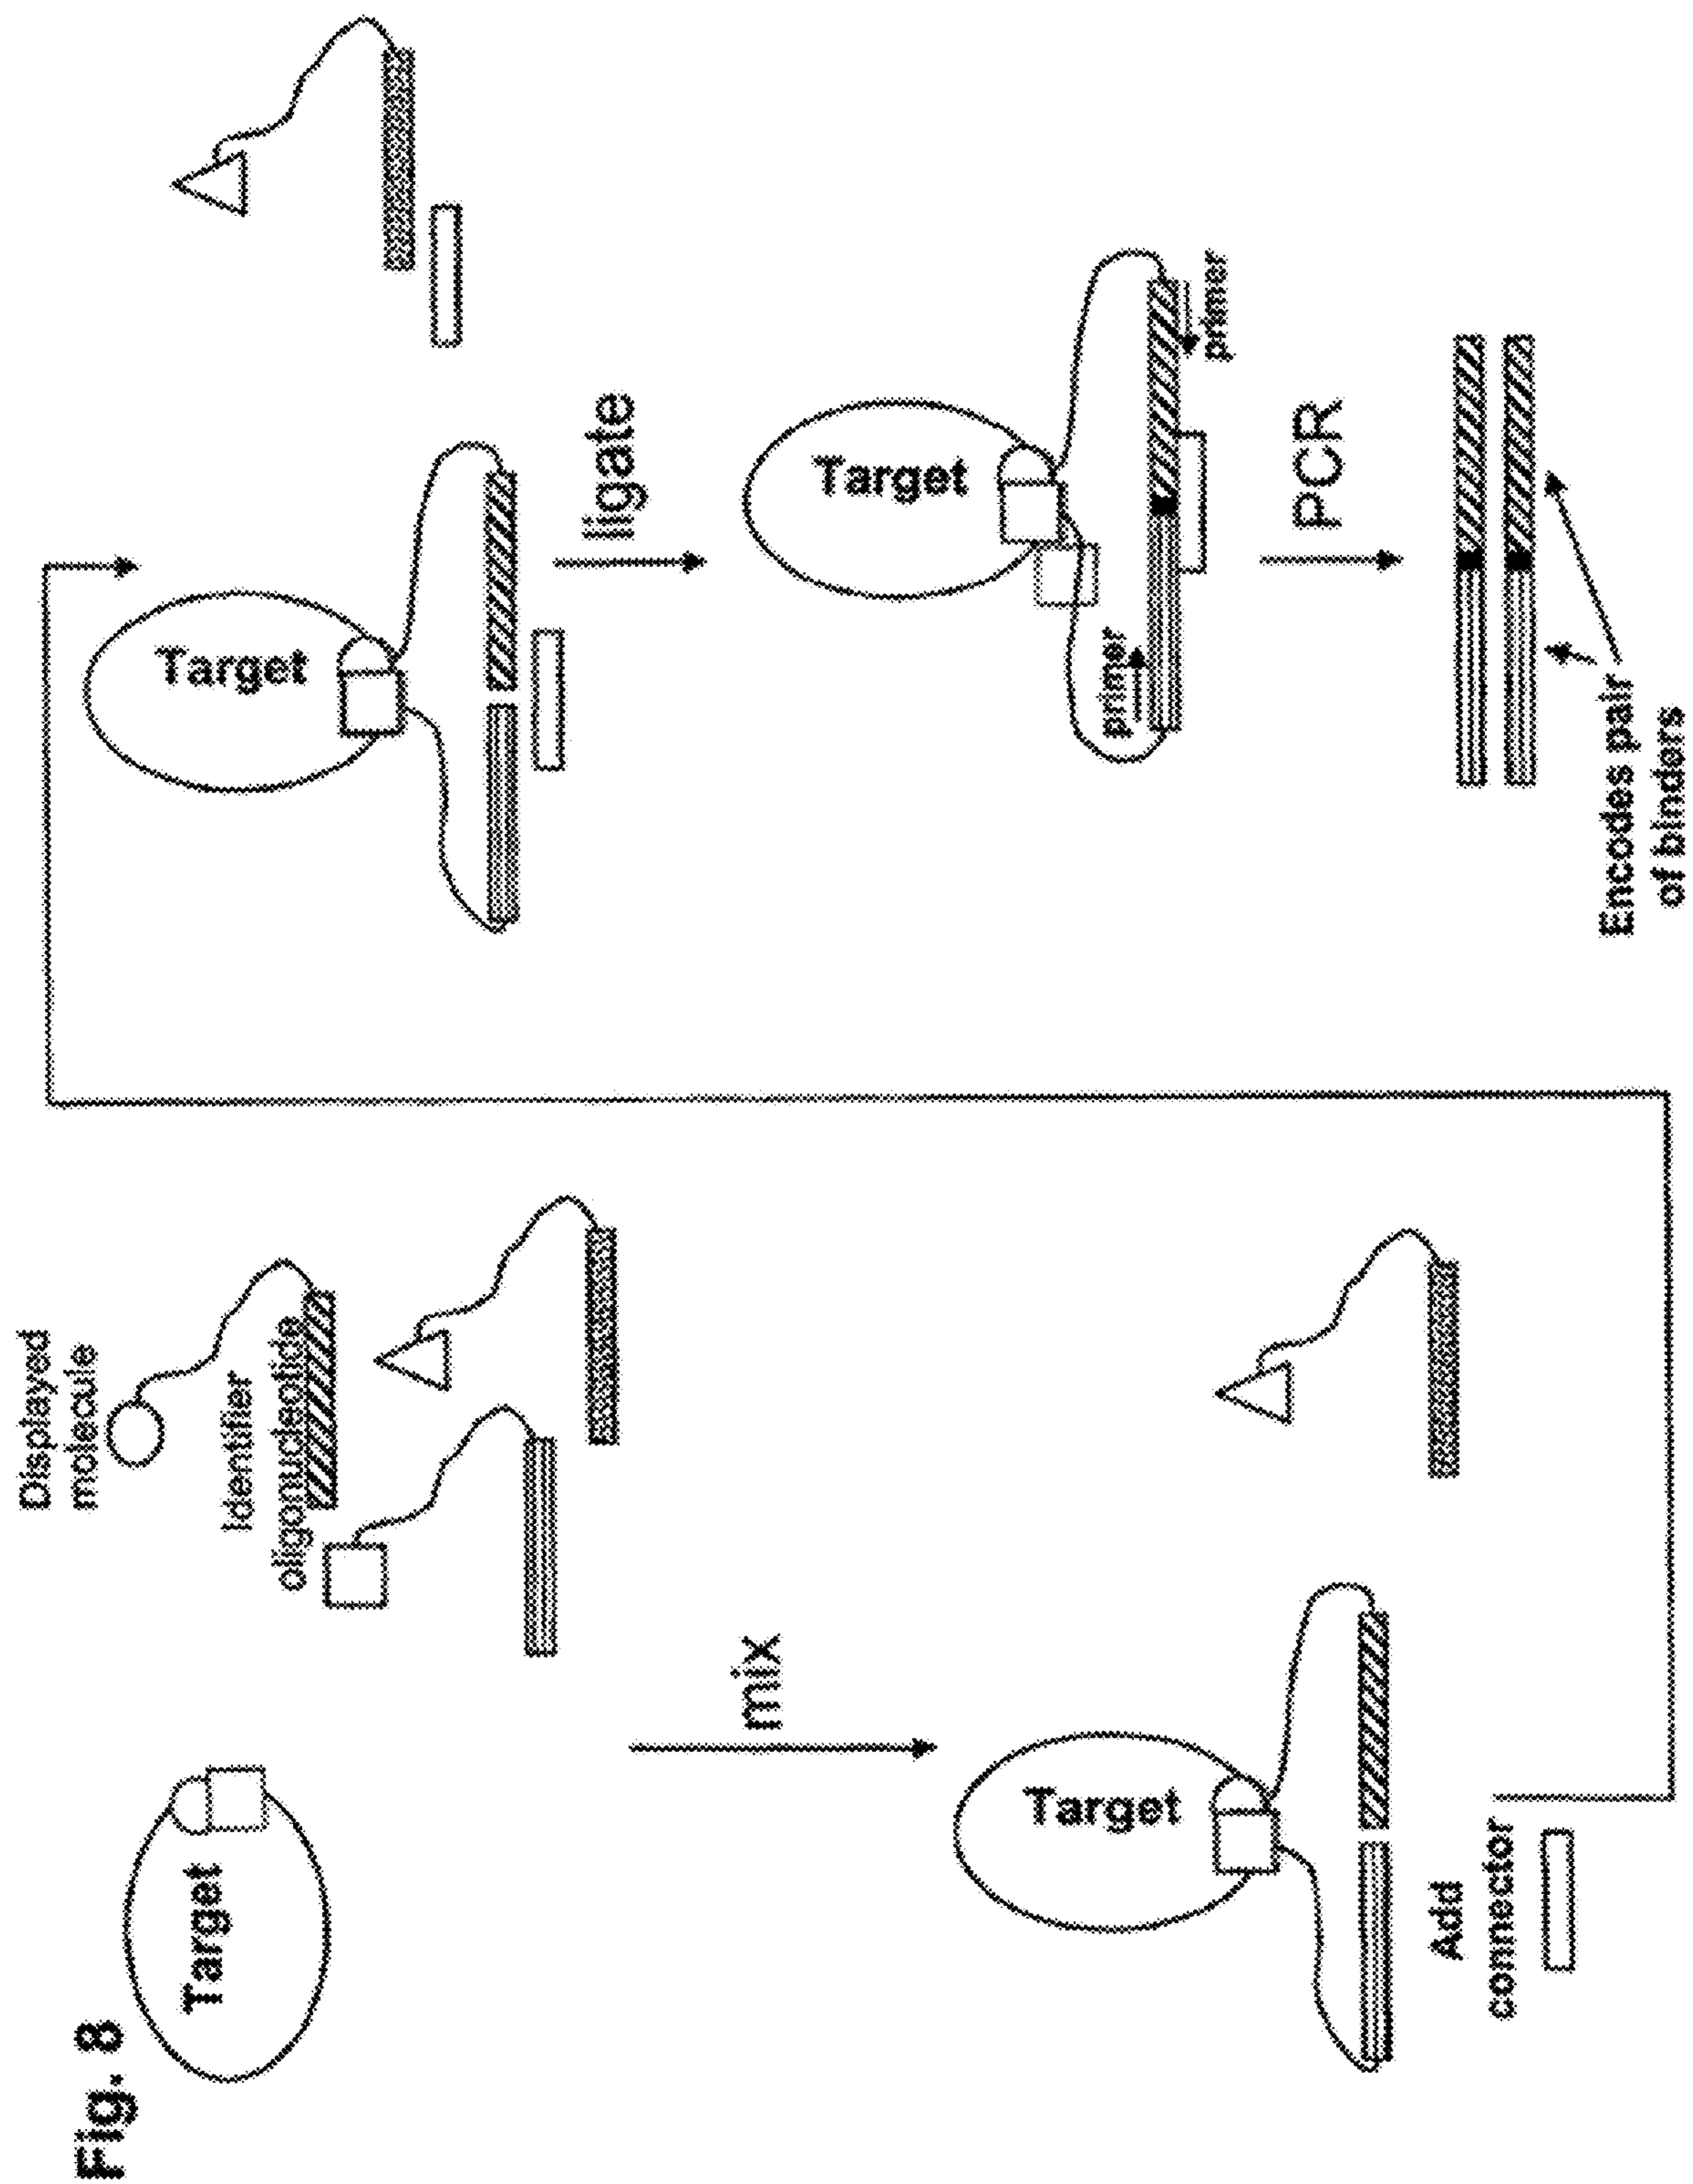 Fig. 8
Target
Displayed
molecule
Identifier
oligonucleotide
mix
Target
Add
connector
Target
ligate
Target
primer
primer
PCR
Encodes pair
of binders